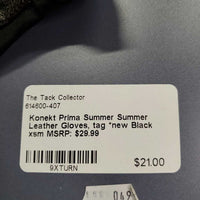 The Tack Collector
614600-407
Konekt Prima Summer Summer
Leather Gloves, tag *new Black
xsm MSRP: $29.99
9XTURN
$21.00
049